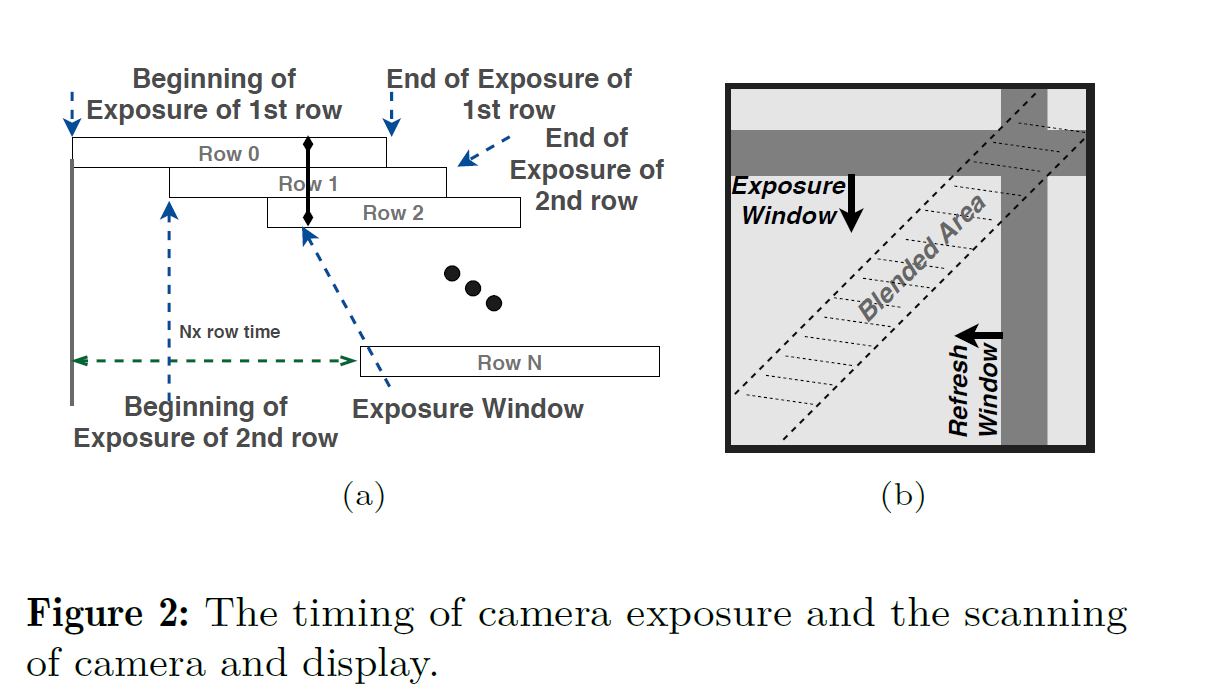 Beginning of
Exposure of 1st row
End of Exposure of
1st row
End of
Exposure of
2nd row
Row 0
Row 1
Row 2
Nx row time
Row N
Beginning of
Exposure of 2nd row
Exposure Window
(a)
Exposure
Window
Blended Area
Refresh
Window
(b)
Figure 2: The timing of camera exposure and the scanning
of camera and display.